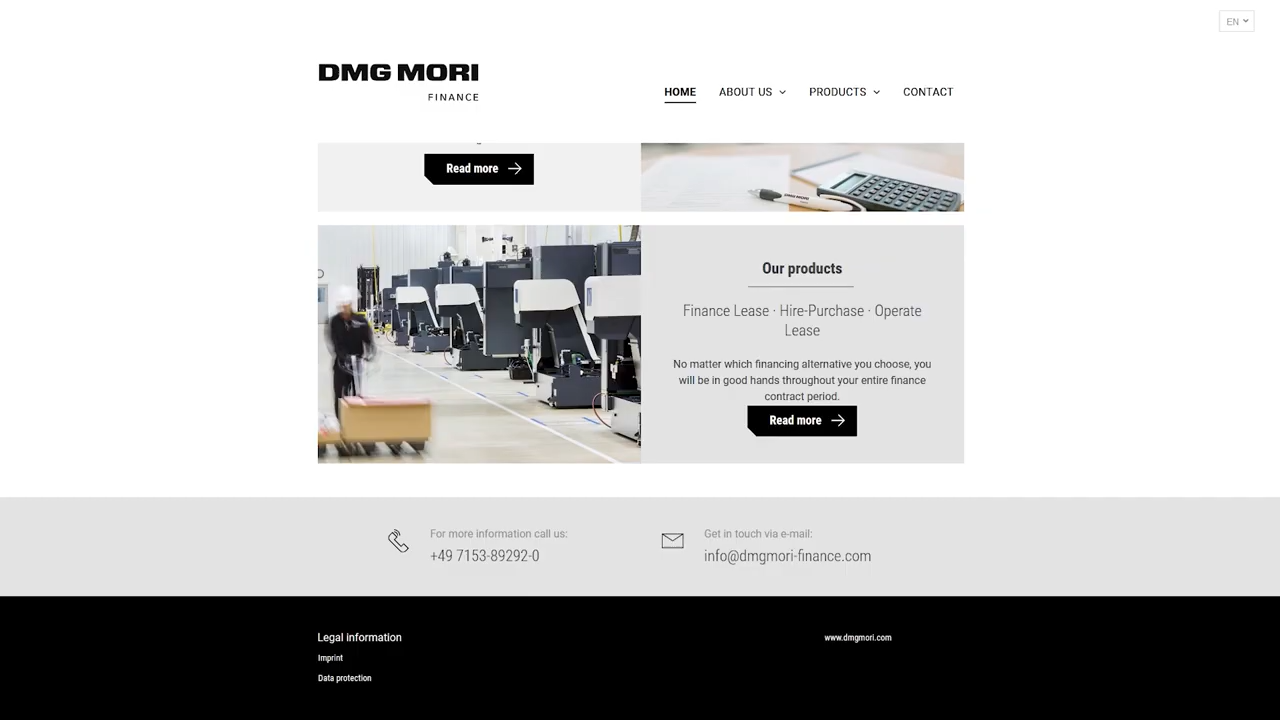 EN
DMG MORI
FINANCE
HOME
ABOUT US
PRODUCTS
CONTACT
Read more
DMG MORI
Our products
Finance Lease · Hire-Purchase · Operate
Lease
No matter which financing alternative you choose, you
will be in good hands throughout your entire finance
contract period.
Read more
For more information call us:
+49 7153-89292-0
Get in touch via e-mail:
info@dmgmori-finance.com
Legal information
Imprint
Data protection
www.dmgmori.com